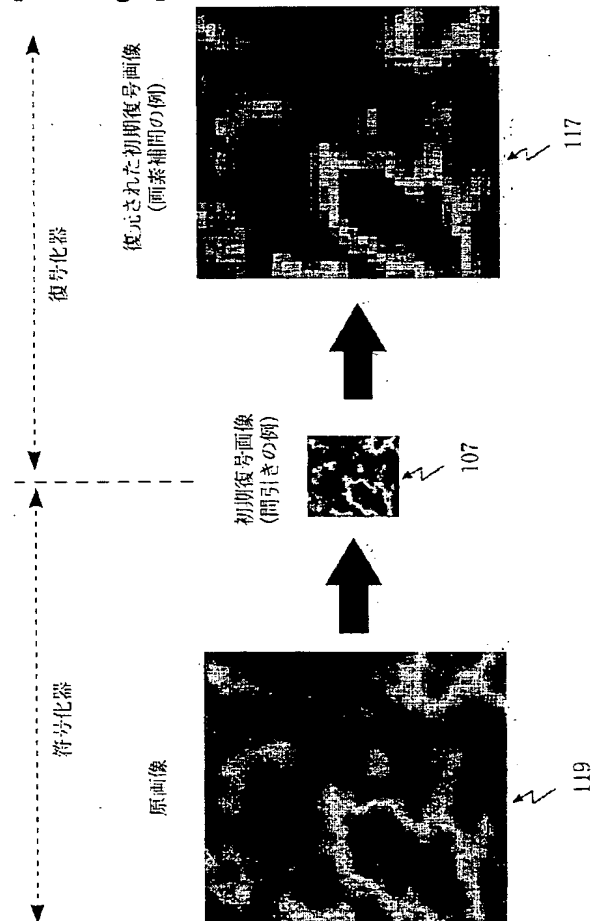 符号化器
復号化器
原画像
119
初期復号画像
(間引きの例)
107
復元された初期復号画像
(画素補間の例)
117